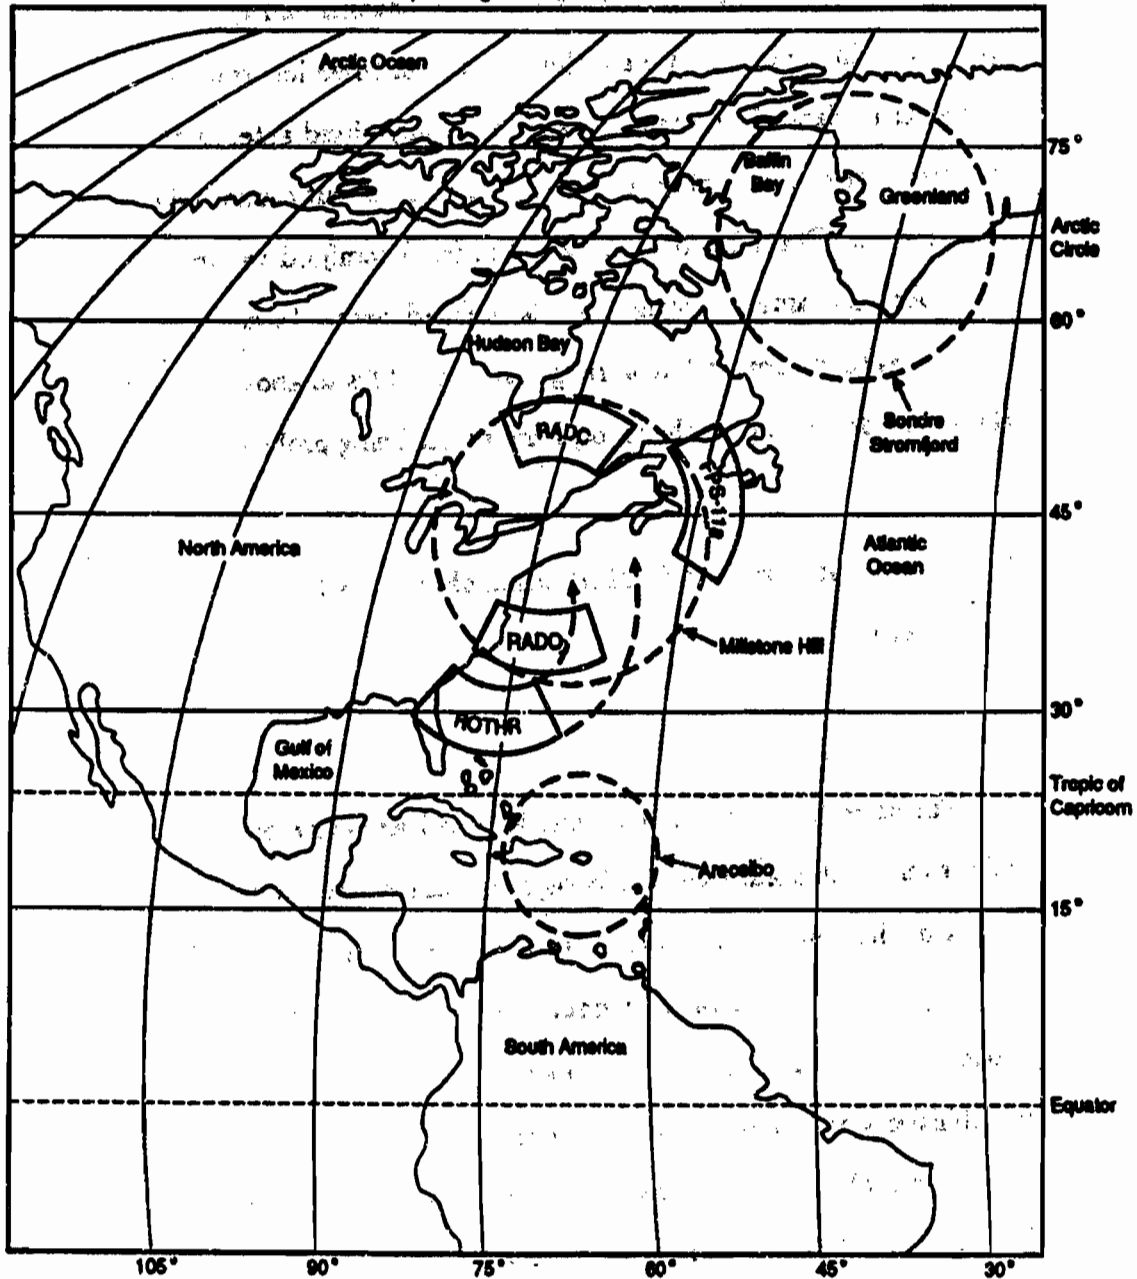 Arctic Ocean
75°
Baffin
Bay
Greenland
Arctic
Circle
60°
Hudson Bay
Sondre
Stromfjord
RADC
FPS-118
45°
North America
Atlantic
Ocean
RADC
Millstone Hill
30°
ROTHR
Gulf of
Mexico
Tropic of
Capricorn
Arecelbo
15°
South America
Equator
105°
90°
75°
60°
45°
30°